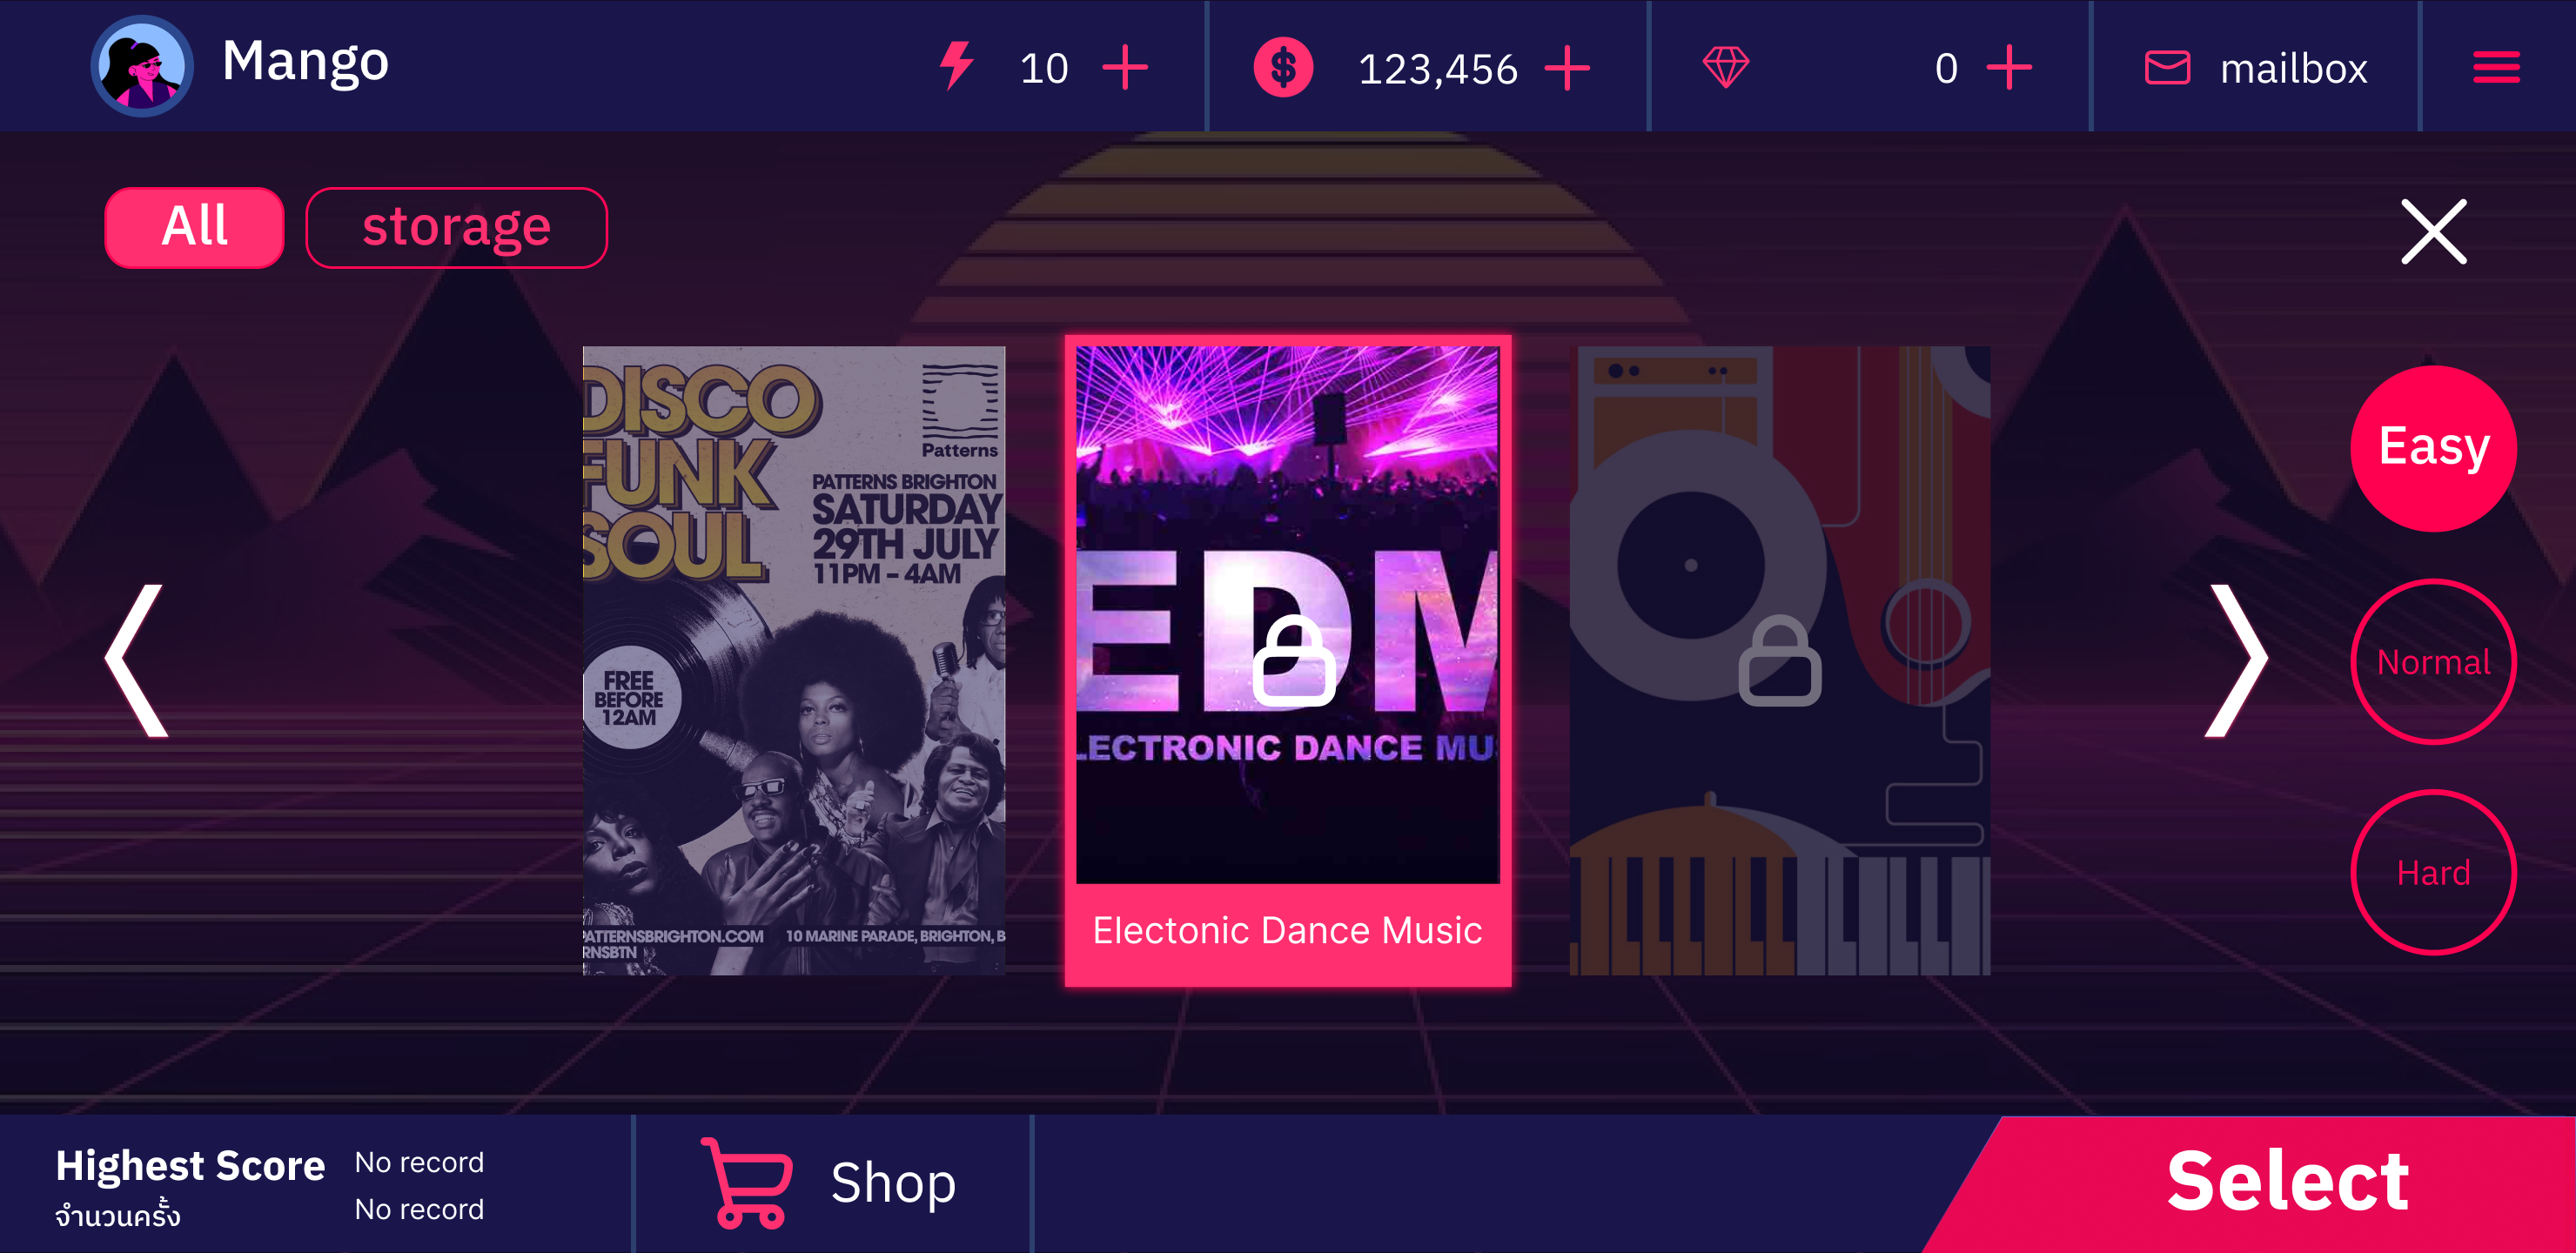 Mango
10
123,456
0
mailbox
All
storage
DISCO
FUNK
SOUL
Patterns
PATTERNS BRIGHTON
SATURDAY
29TH JULY
11PM – 4AM
FREE
BEFORE
12AM
PATTERNSBRIGHTON.COM
10 MARINE PARADE, BRIGHTON, B
RNSBTN
EDM
LECTRONIC DANCE MUS
Electonic Dance Music
Easy
Normal
Hard
Highest Score No record
จำนวนครั้ง No record
Shop
Select